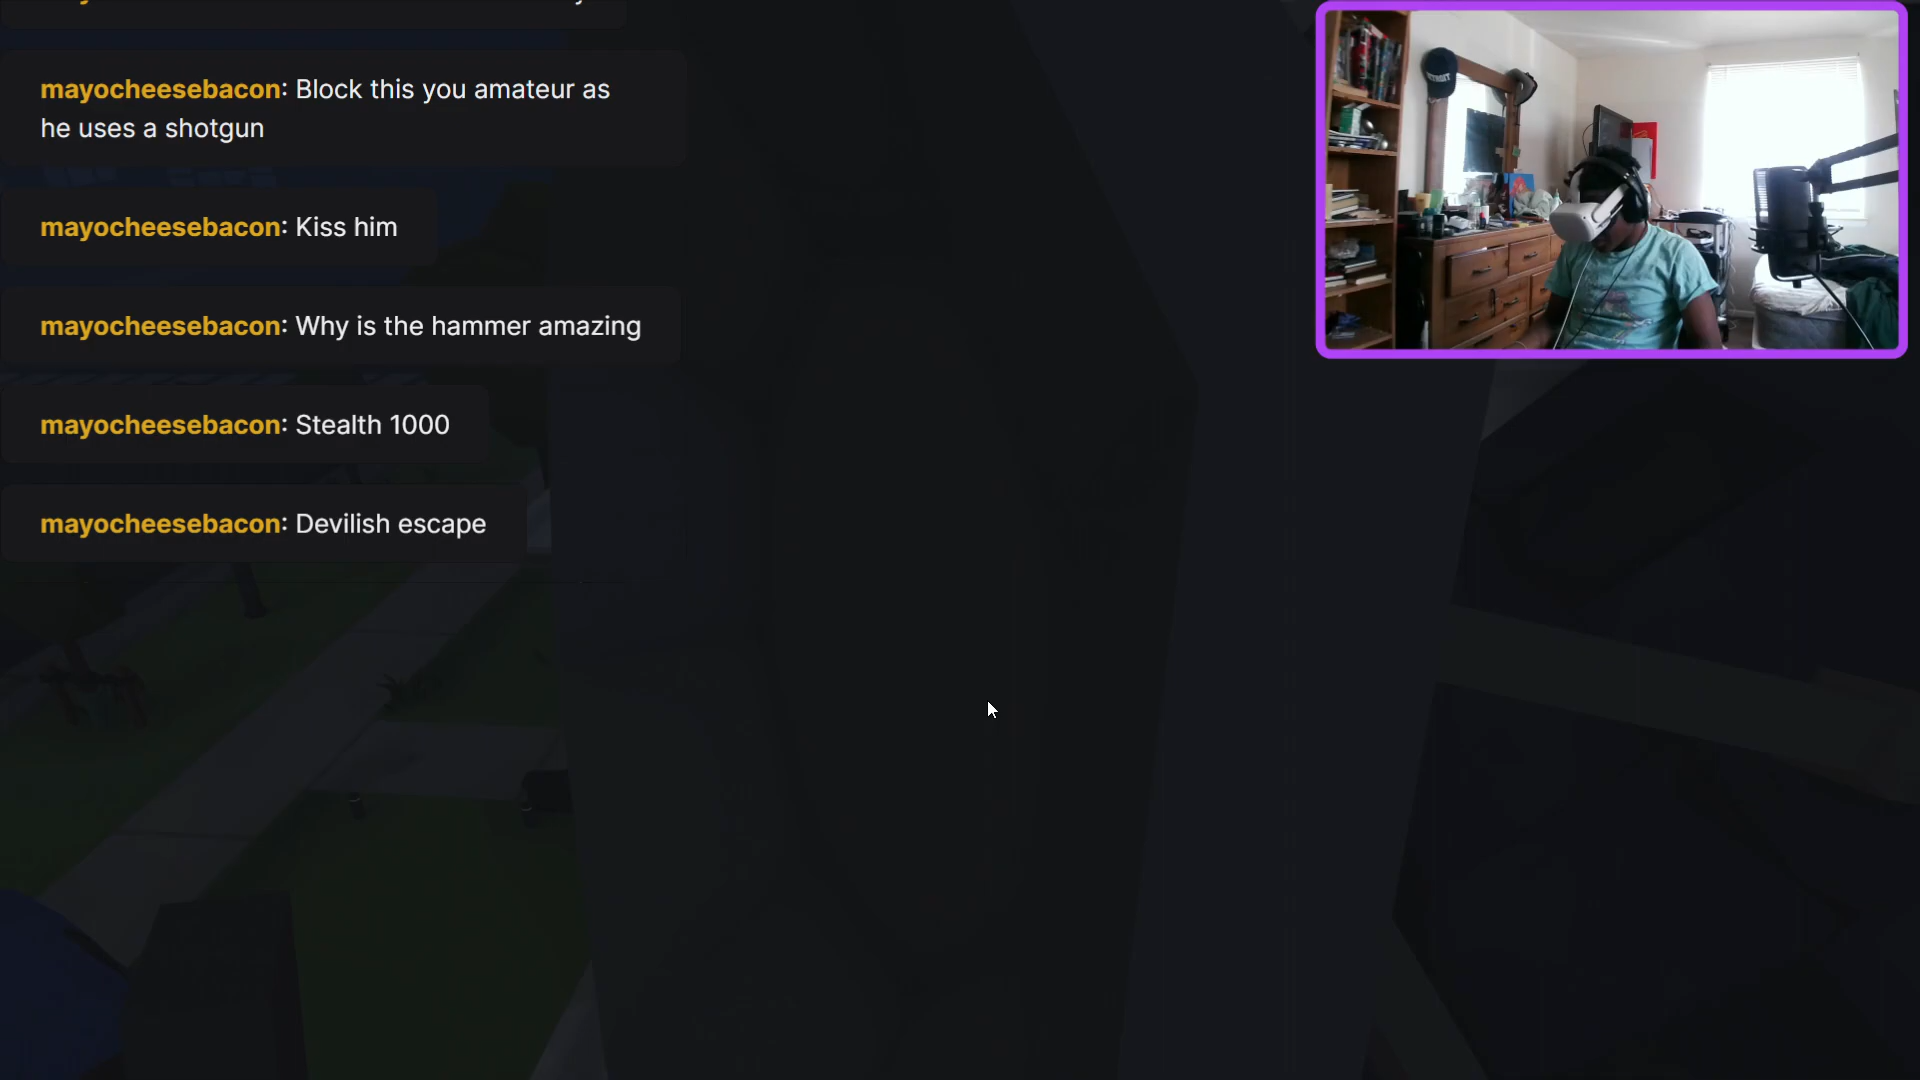 mayocheesebacon: Block this you amateur as
he uses a shotgun
mayocheesebacon: Kiss him
mayocheesebacon: Why is the hammer amazing
mayocheesebacon: Stealth 1000
mayocheesebacon: Devilish escape
DETROIT